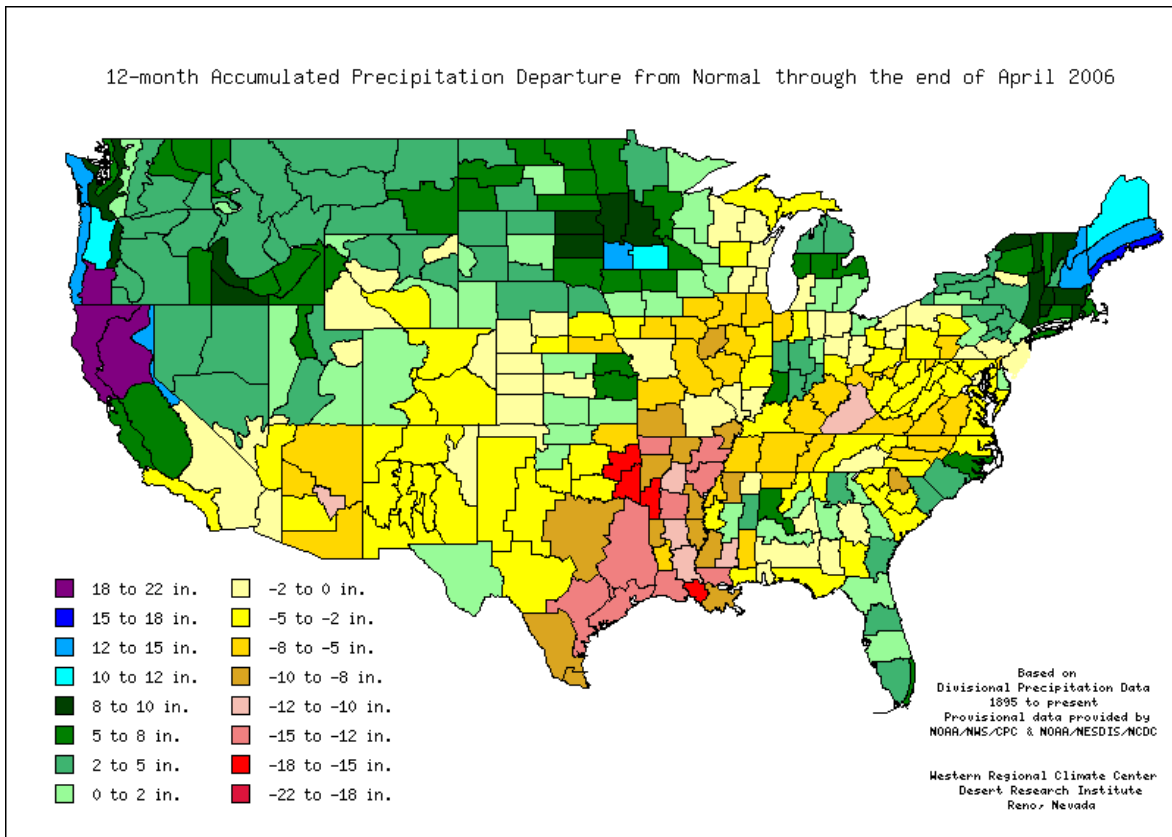 12-month Accumulated Precipitation Departure from Normal through the end of April 2006
18 to 22 in.
15 to 18 in.
12 to 15 in.
10 to 12 in.
8 to 10 in.
5 to 8 in.
2 to 5 in.
0 to 2 in.
-2 to 0 in.
-5 to -2 in.
-8 to -5 in.
-10 to -8 in.
-12 to -10 in.
-15 to -12 in.
-18 to -15 in.
-22 to -18 in.
Based on
Divisional Precipitation Data
1895 to present
Provisional data provided by
NOAA/NWS/CPC & NOAA/NESDIS/NCDC
Western Regional Climate Center
Desert Research Institute
Reno, Nevada